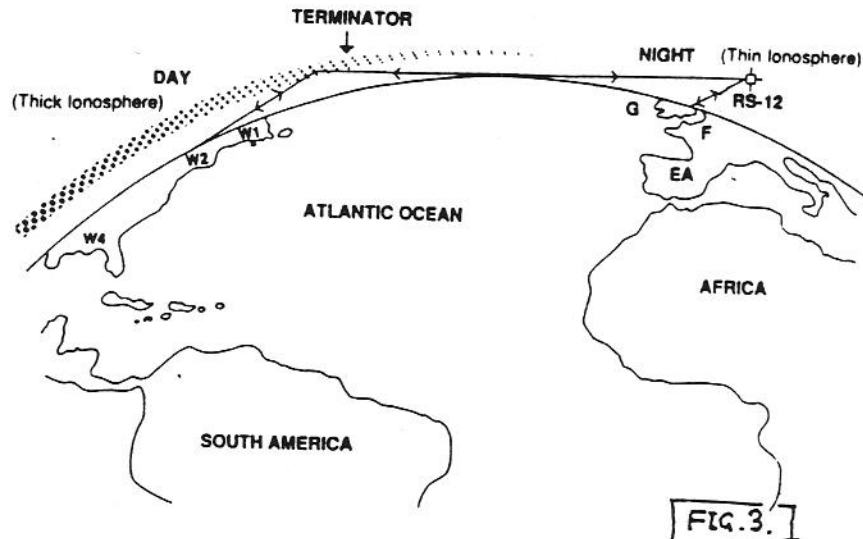 TERMINATOR
DAY
(Thick Ionosphere)
NIGHT (Thin Ionosphere)
RS-12
G
F
W1
W2
EA
ATLANTIC OCEAN
W4
AFRICA
SOUTH AMERICA
FIG.3.